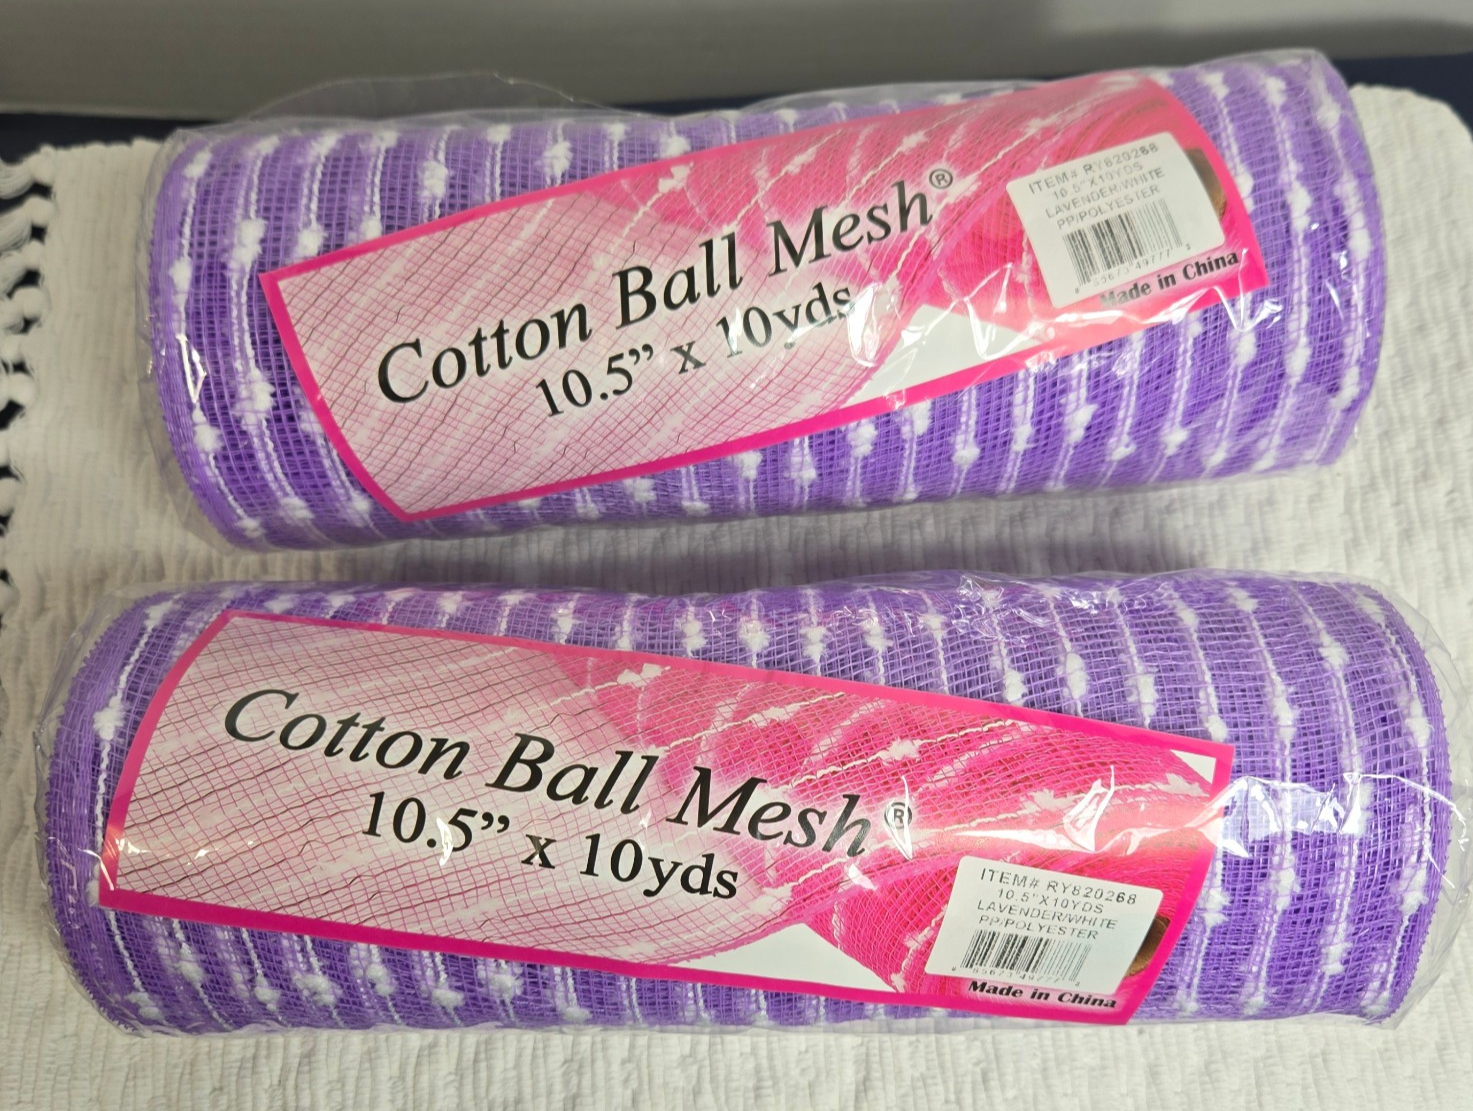 Cotton Ball Mesh®
10.5” x 10yds
ITEM# RY820268
10.5"X10YDS
LAVENDER/WHITE
PP/POLYESTER
Made in China
Cotton Ball Mesh®
10.5” x 10yds
ITEM# RY820268
10.5"X10YDS
LAVENDER/WHITE
PP/POLYESTER
Made in China